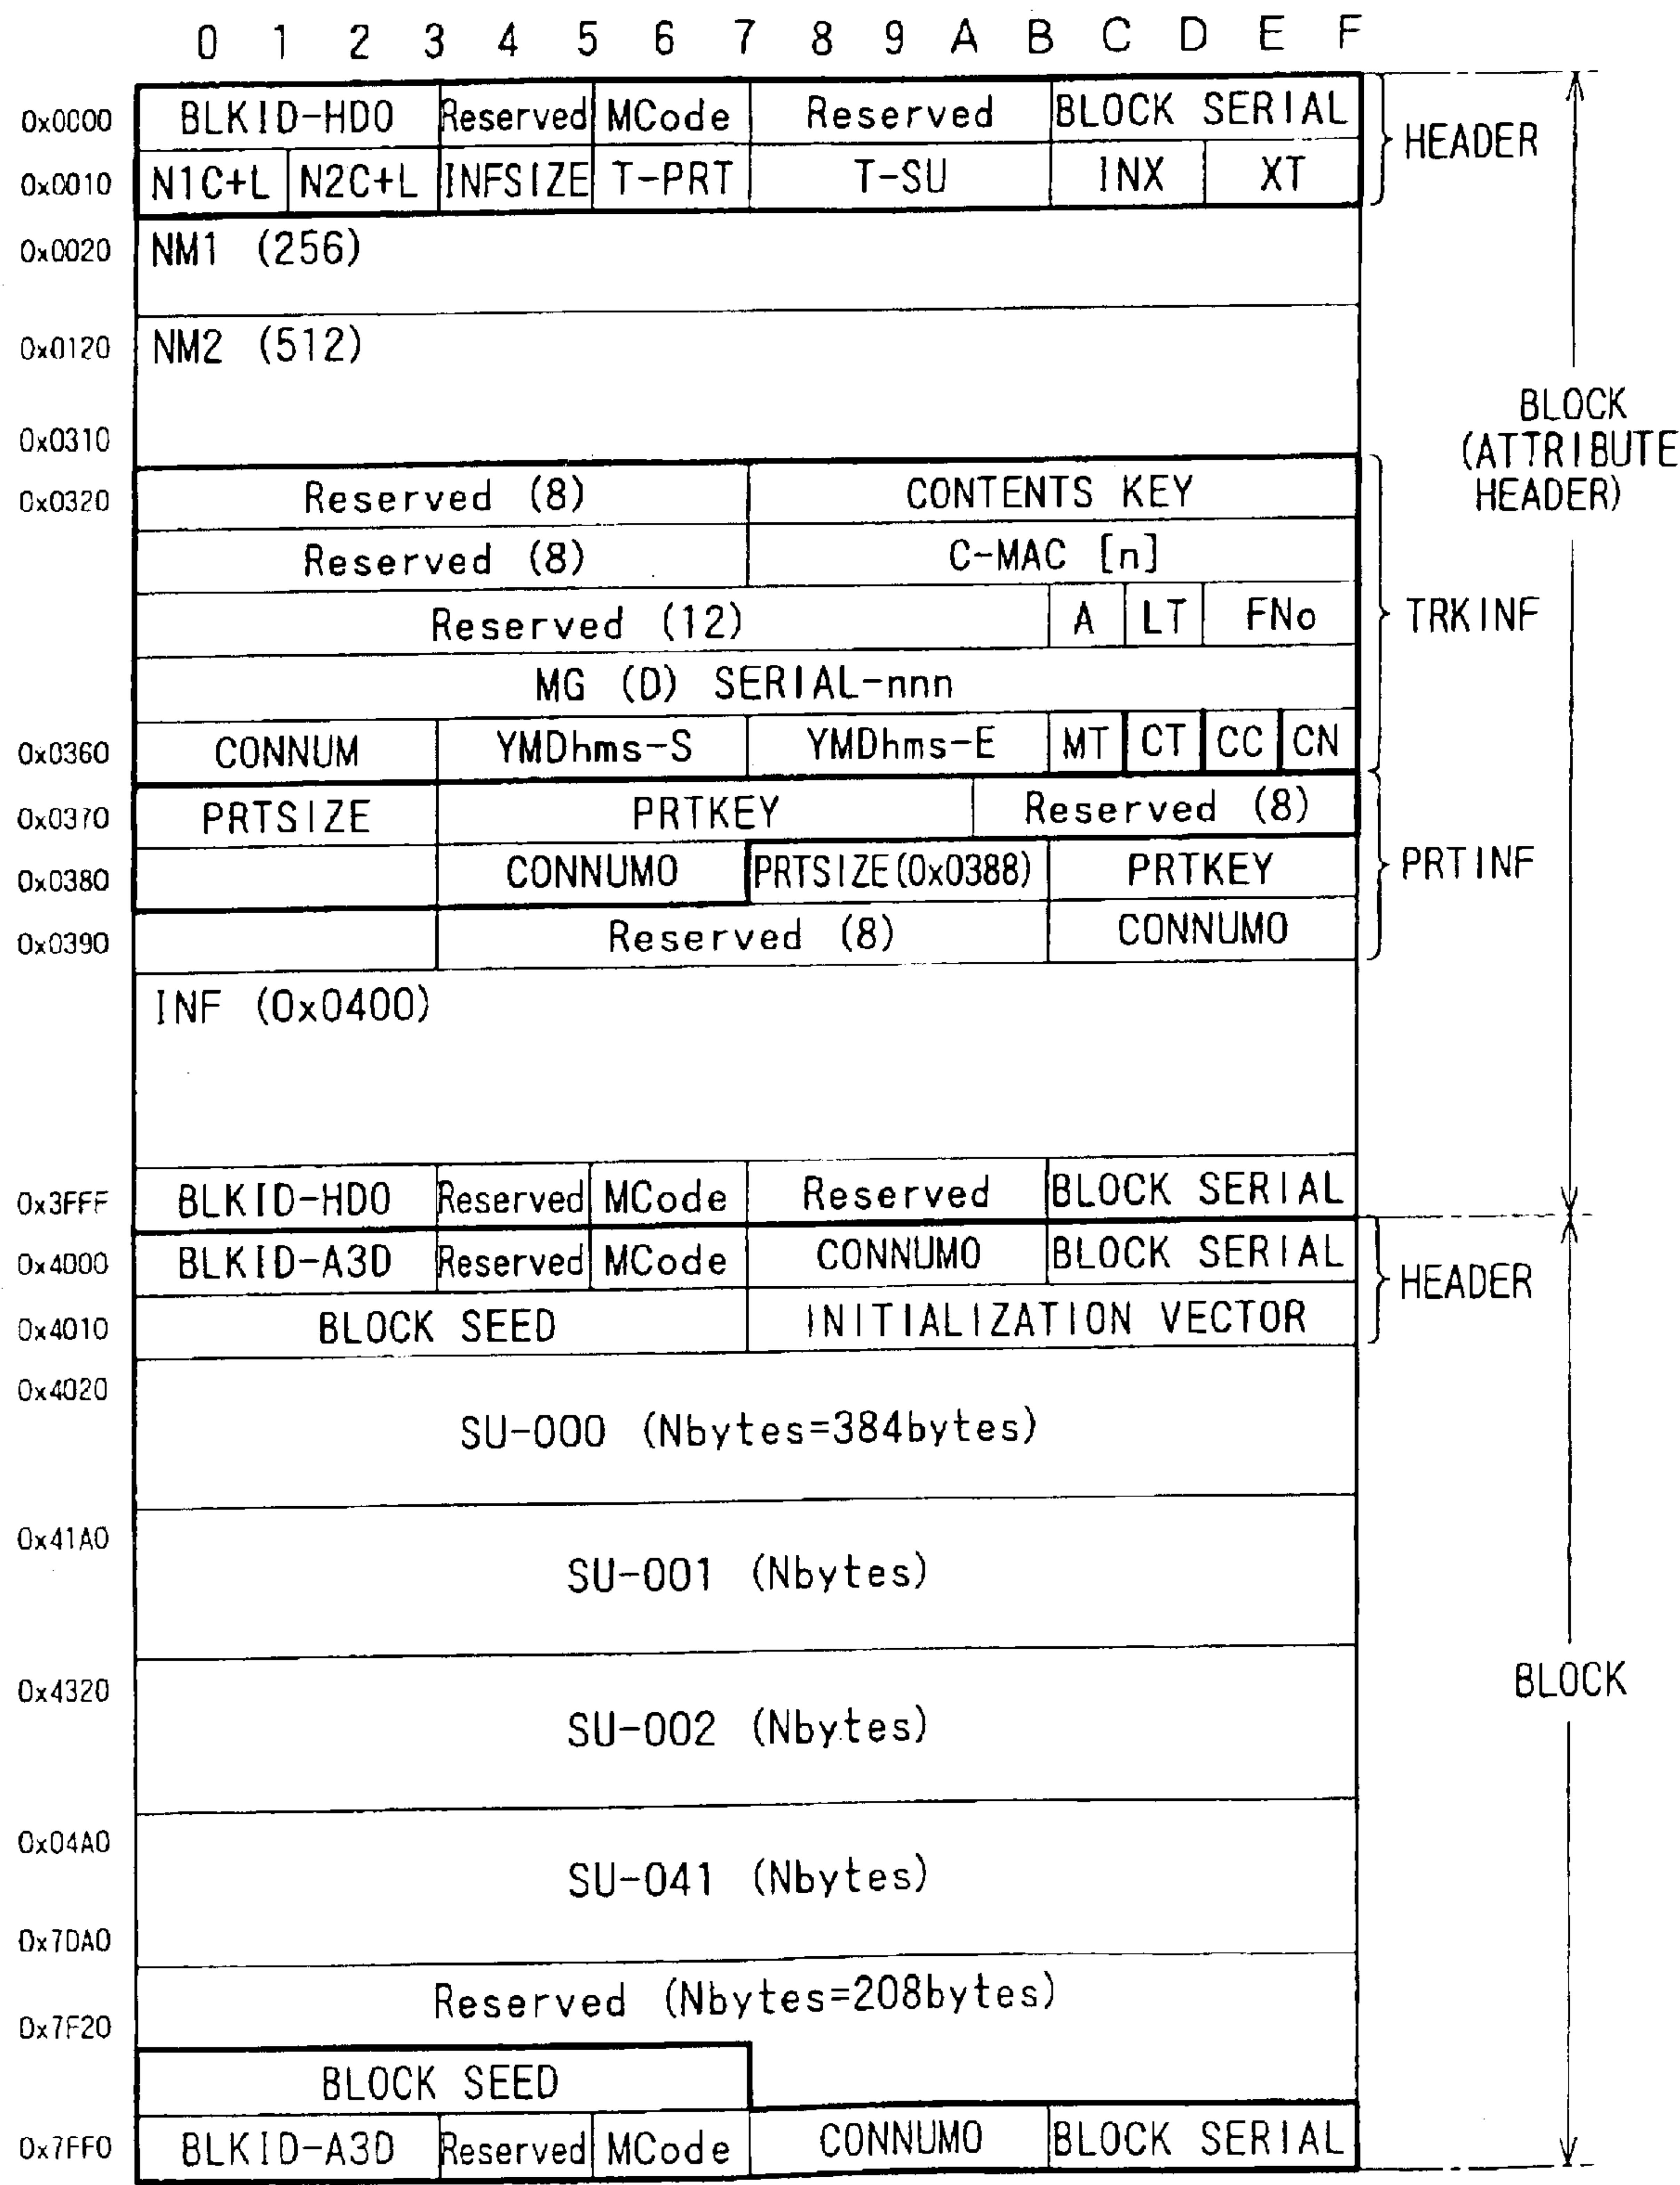 0 1 2 3 4 5 6 7 8 9 A B C D E F
0x0000 BLKID-HD0 Reserved MCode Reserved BLOCK SERIAL
0x0010 N1C+L N2C+L INFSIZE T-PRT T-SU INX XT
HEADER
0x0020 NM1 (256)
0x0120 NM2 (512)
0x0310
BLOCK
(ATTRIBUTE
HEADER)
0x0320 Reserved (8) CONTENTS KEY
Reserved (8) C-MAC [n]
Reserved (12) A LT FNo
TRKINF
MG (D) SERIAL-nnn
0x0360 CONNUM YMDhms-S YMDhms-E MT CT CC CN
0x0370 PRTSIZE PRTKEY Reserved (8)
0x0380 CONNUMO PRTSIZE(0x0388) PRTKEY
PRTINF
0x0390 Reserved (8) CONNUMO
INF (0x0400)
0x3FFF BLKID-HD0 Reserved MCode Reserved BLOCK SERIAL
0x4000 BLKID-A3D Reserved MCode CONNUMO BLOCK SERIAL
HEADER
0x4010 BLOCK SEED INITIALIZATION VECTOR
0x4020
SU-000 (Nbytes=384bytes)
0x41A0
SU-001 (Nbytes)
0x4320
SU-002 (Nbytes)
BLOCK
0x04A0
SU-041 (Nbytes)
0x7DA0
Reserved (Nbytes=208bytes)
0x7F20
BLOCK SEED
0x7FF0 BLKID-A3D Reserved MCode CONNUMO BLOCK SERIAL